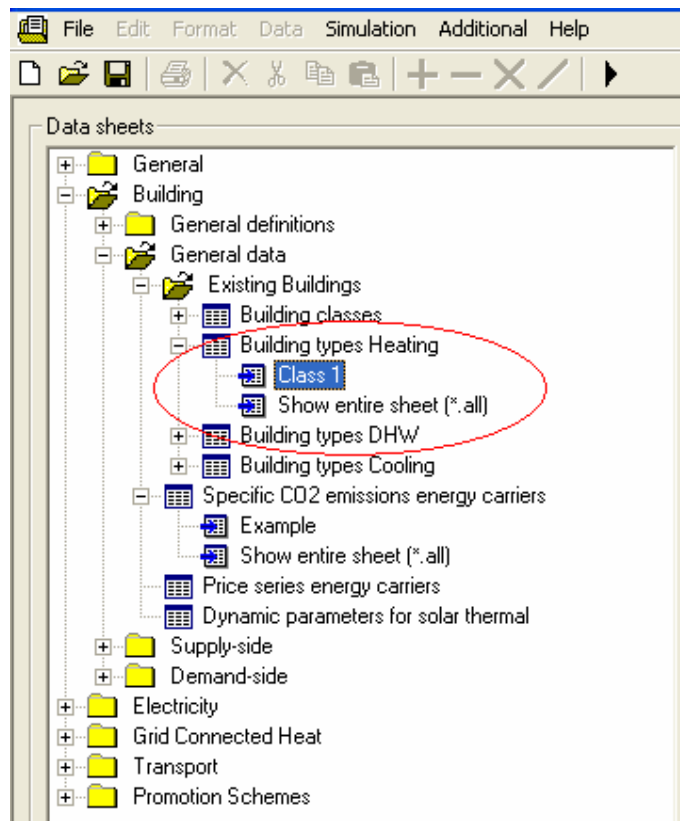 File Edit Format Data Simulation Additional Help
Data sheets
General
Building
General definitions
General data
Existing Buildings
Building classes
Building types Heating
Class 1
Show entire sheet (*.all)
Building types DHW
Building types Cooling
Specific CO2 emissions energy carriers
Example
Show entire sheet (*.all)
Price series energy carriers
Dynamic parameters for solar thermal
Supply-side
Demand-side
Electricity
Grid Connected Heat
Transport
Promotion Schemes